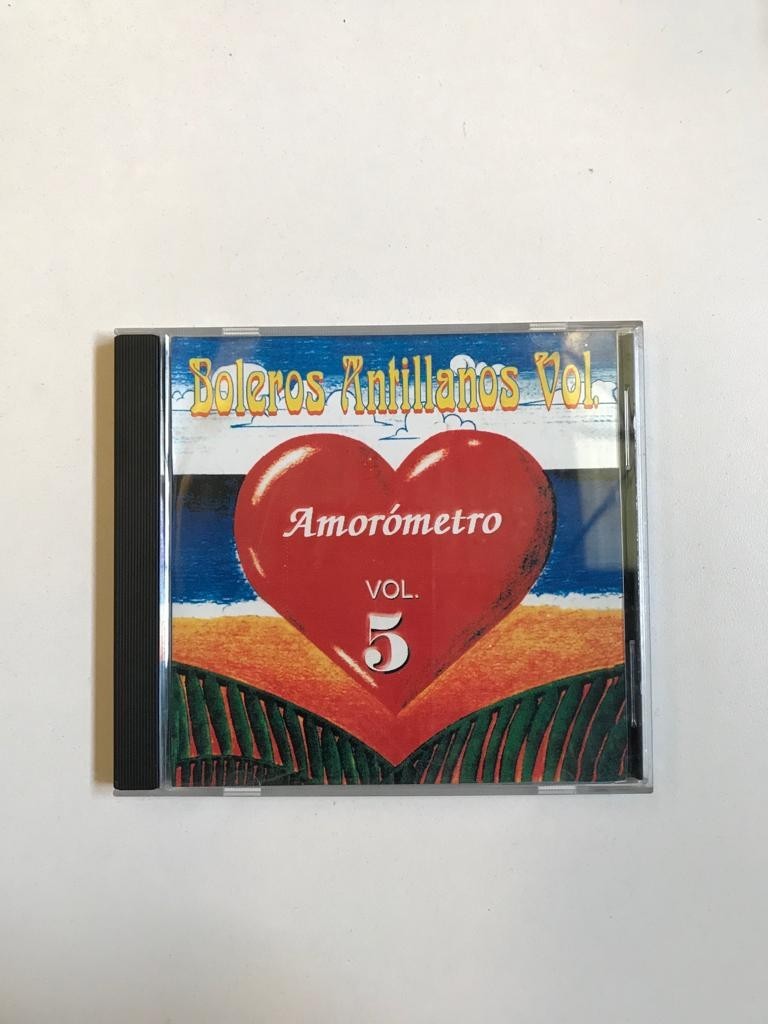 Boleros Antillanos Vol.
Amorómetro
VOL.
5